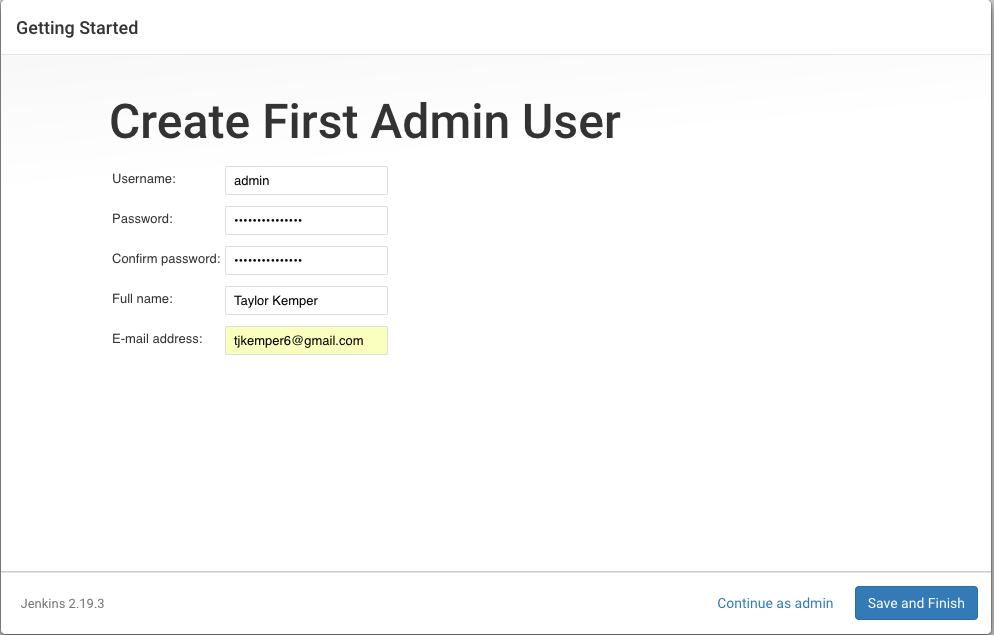 Getting Started
Create First Admin User
Username: admin
Password: •••••••••••••••
Confirm password: •••••••••••••••
Full name: Taylor Kemper
E-mail address: tjkemper6@gmail.com
Jenkins 2.19.3 Continue as admin Save and Finish